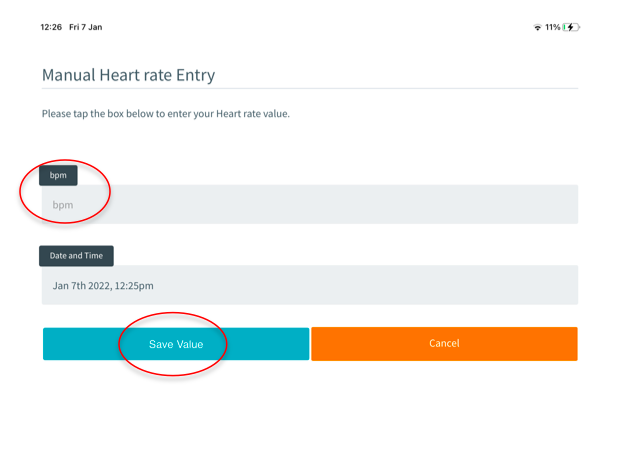 12:26 Fri 7 Jan 11%
Manual Heart rate Entry
Please tap the box below to enter your Heart rate value.
bpm
bpm
Date and Time
Jan 7th 2022, 12:25pm
Save Value Cancel